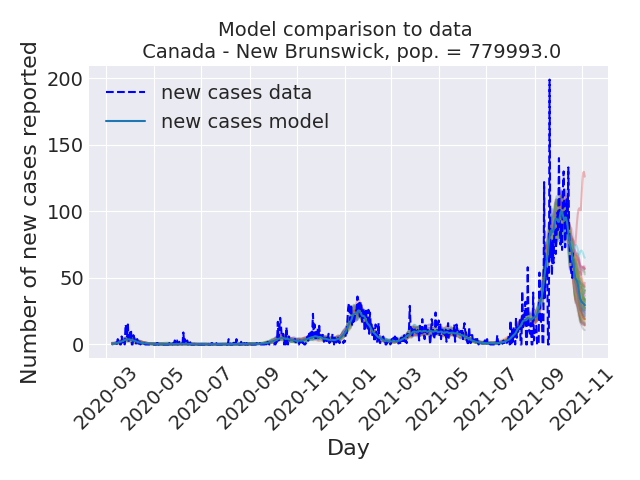 Model comparison to data
Canada - New Brunswick, pop. = 779993.0
Number of new cases reported
200
150
100
50
0
new cases data
new cases model
2020-03
2020-05
2020-07
2020-09
2020-11
2021-01
2021-03
2021-05
2021-07
2021-09
2021-11
Day